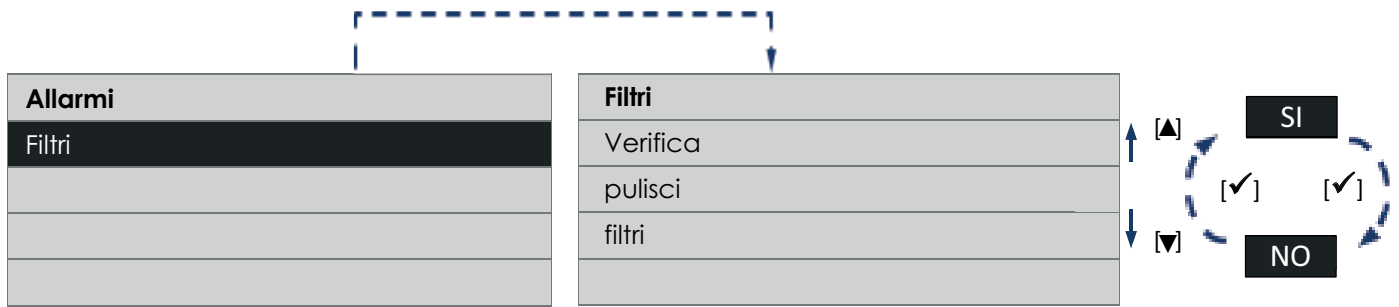 Allarmi
Filtri
Filtri
Verifica
pulisci
filtri
[▲]
[▼]
SI
[✔] [✔]
NO